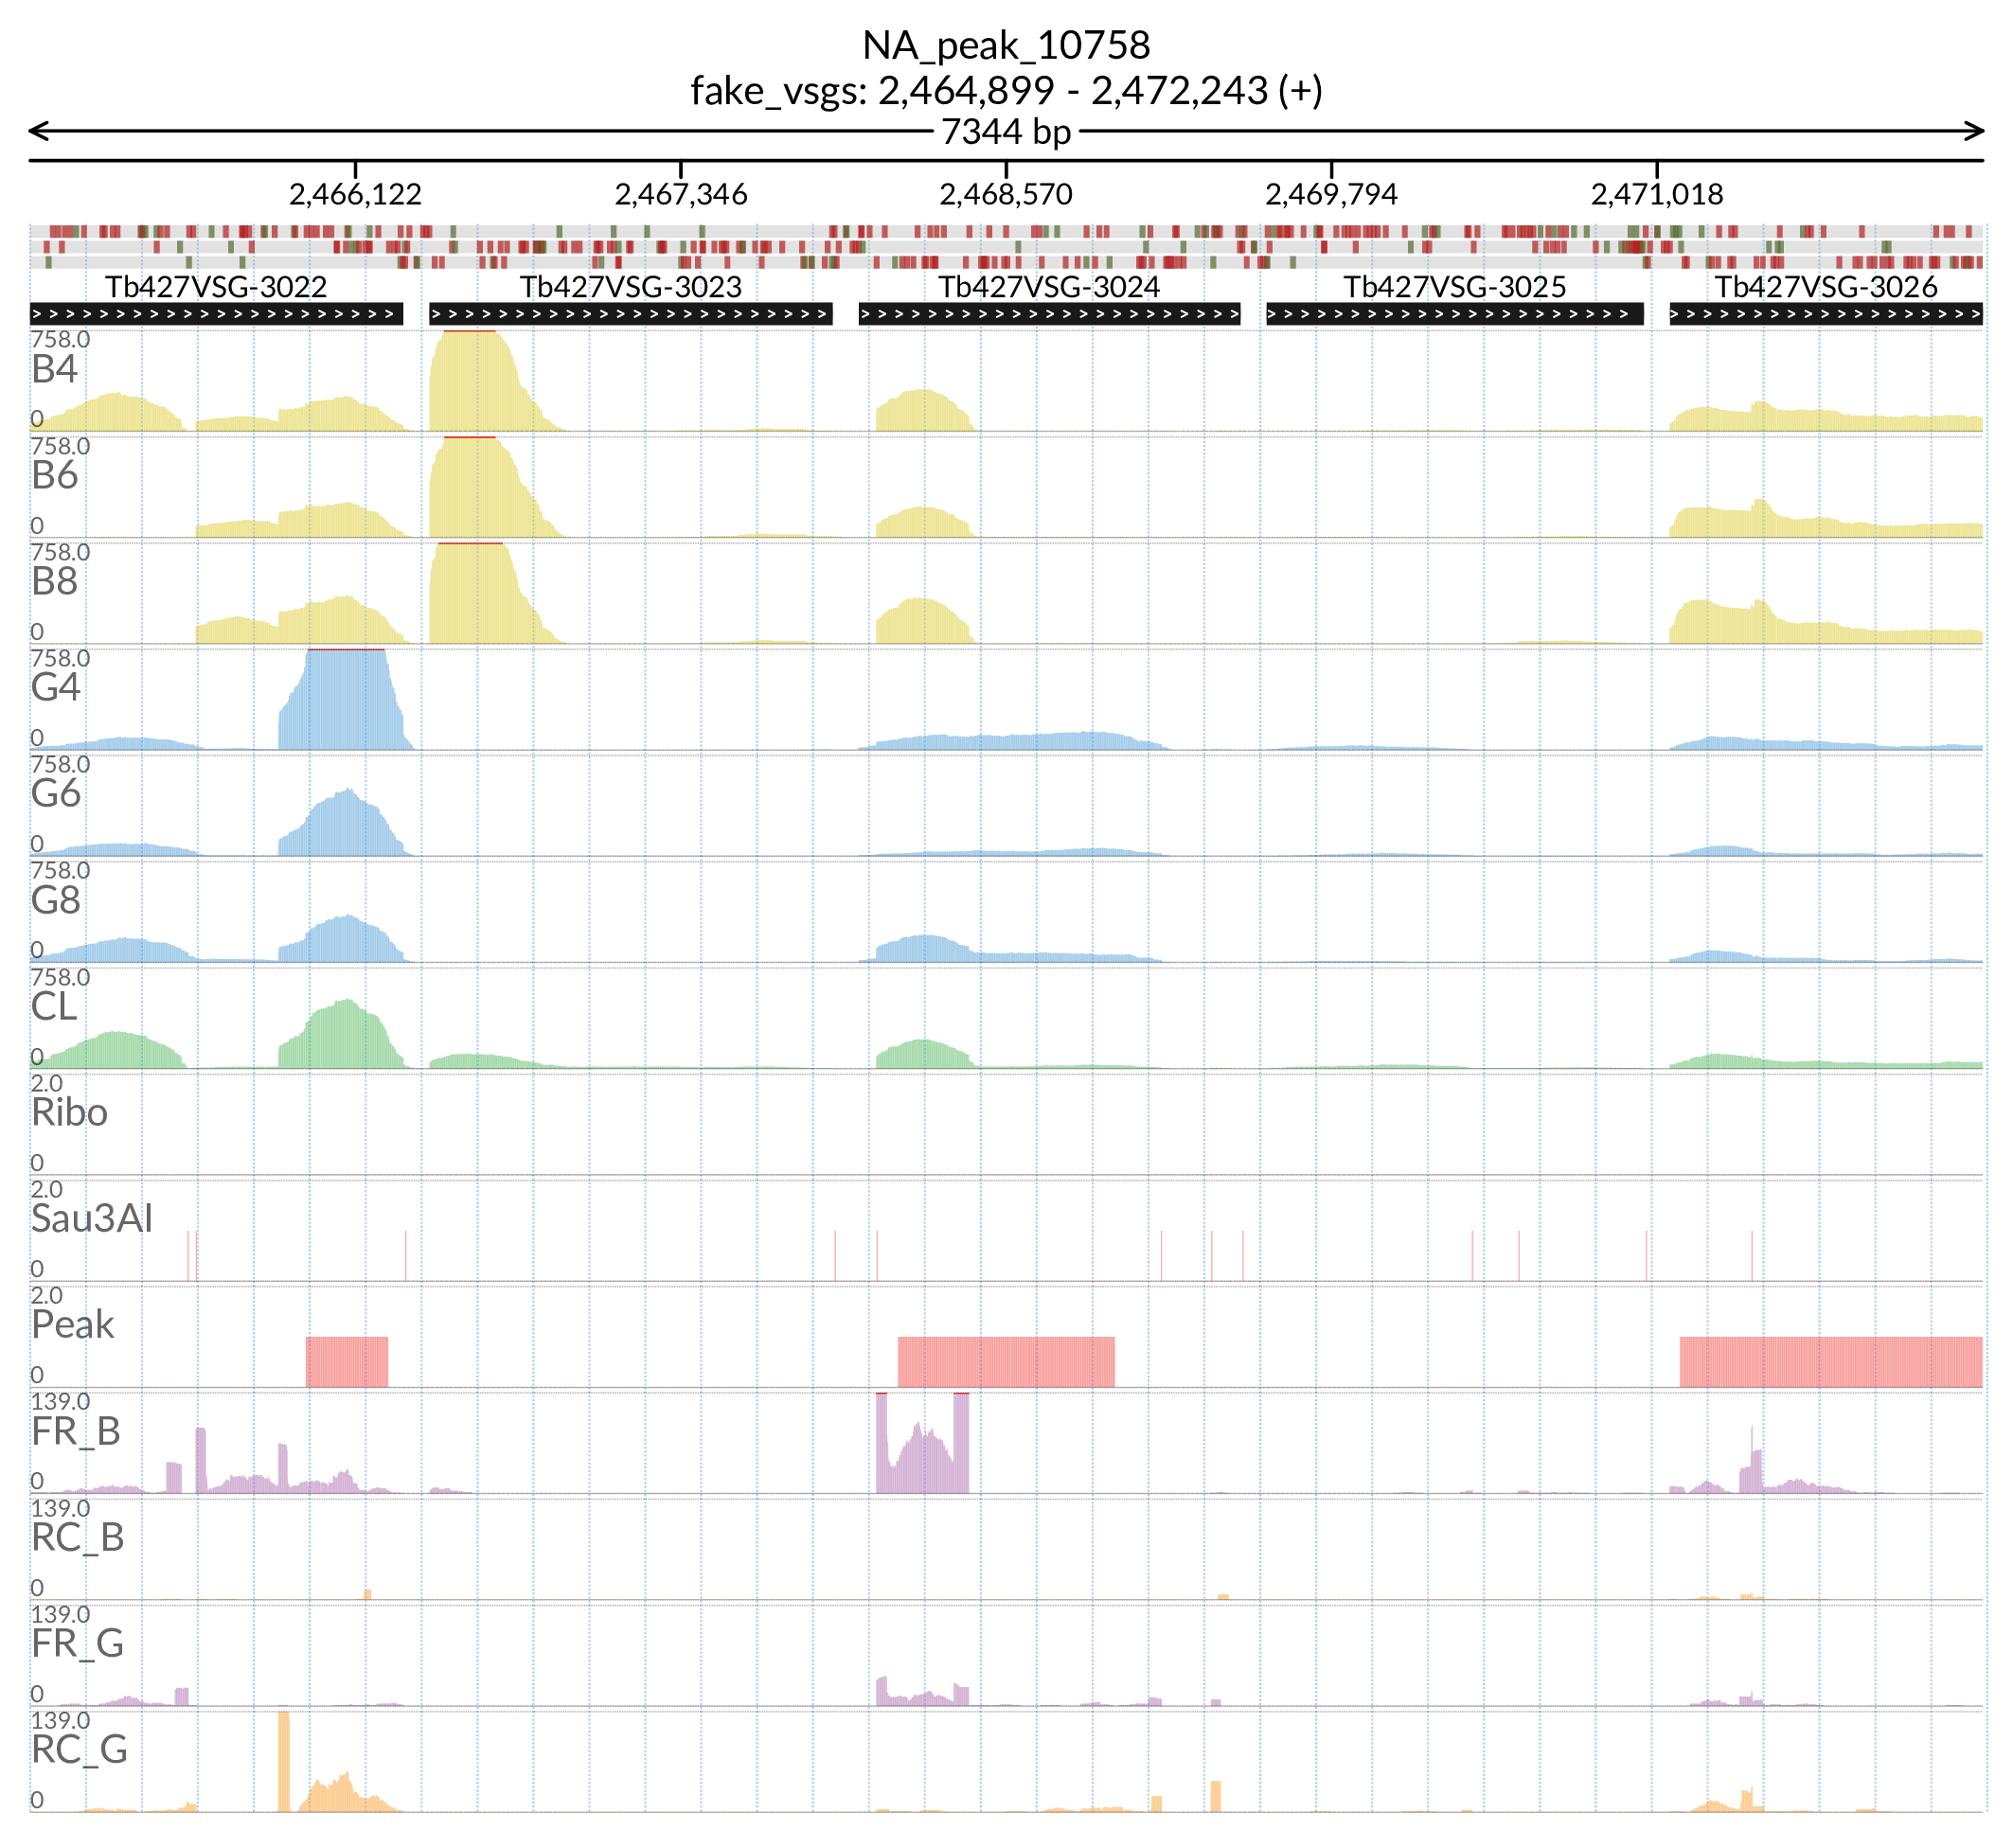 NA_peak_10758
fake_vsgs: 2,464,899 - 2,472,243 (+)
7344 bp
2,466,122 2,467,346 2,468,570 2,469,794 2,471,018
Tb427VSG-3022 Tb427VSG-3023 Tb427VSG-3024 Tb427VSG-3025 Tb427VSG-3026
758.0
B4
0
758.0
B6
0
758.0
B8
0
758.0
G4
0
758.0
G6
0
758.0
G8
0
758.0
CL
0
2.0
Ribo
0
2.0
Sau3AI
0
2.0
Peak
0
139.0
FR_B
0
139.0
RC_B
0
139.0
FR_G
0
139.0
RC_G
0